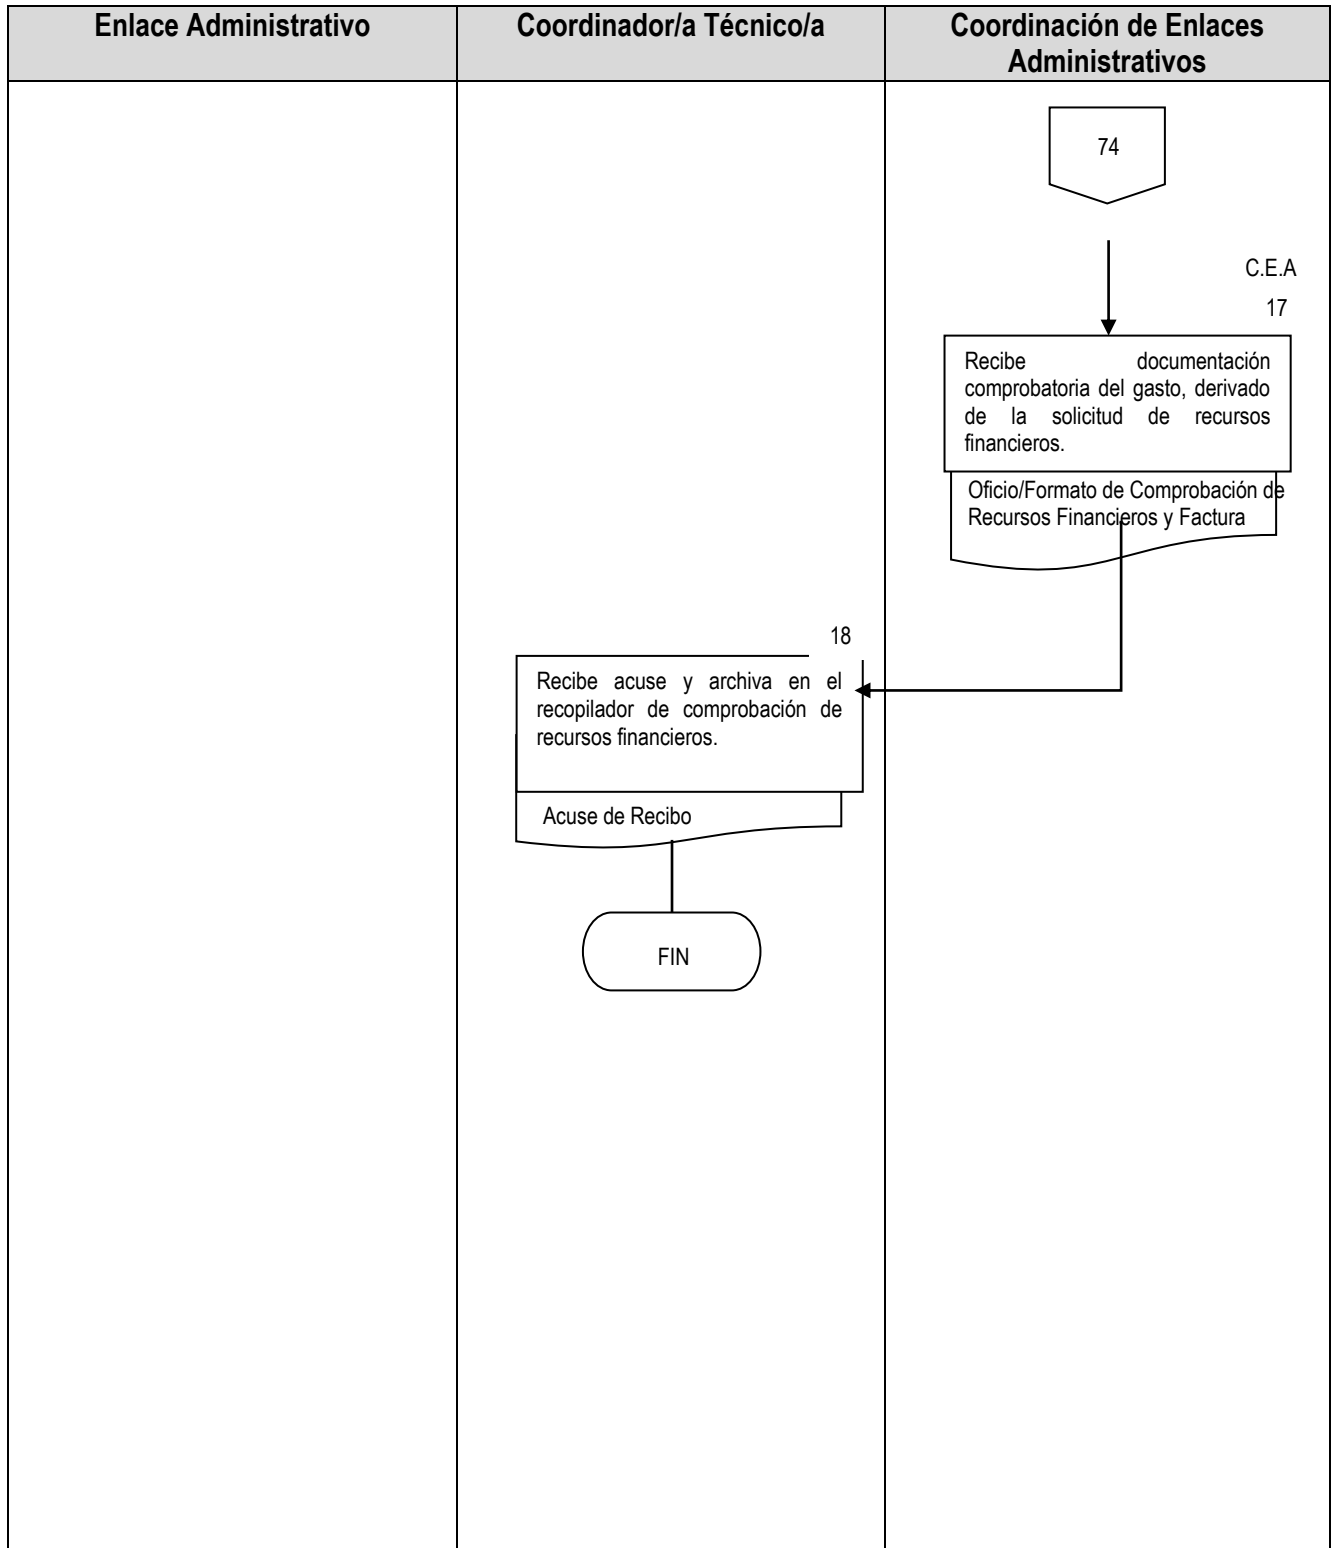 Enlace Administrativo
Coordinador/a Técnico/a
Coordinación de Enlaces
Administrativos
74
C.E.A
17
Recibe documentación
comprobatoria del gasto, derivado
de la solicitud de recursos
financieros.
Oficio/Formato de Comprobación de
Recursos Financieros y Factura
18
Recibe acuse y archiva en el
recopilador de comprobación de
recursos financieros.
Acuse de Recibo
FIN